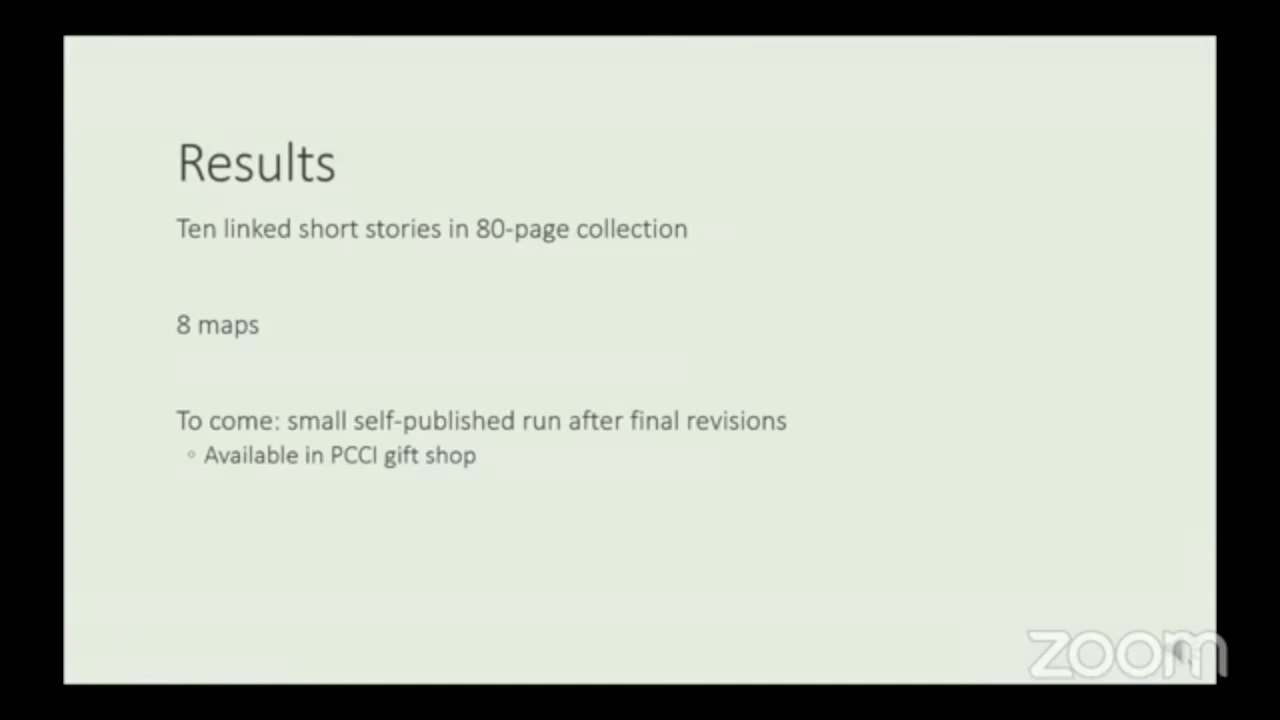 Results
Ten linked short stories in 80-page collection
8 maps
To come: small self-published run after final revisions
◦ Available in PCCI gift shop
zoom